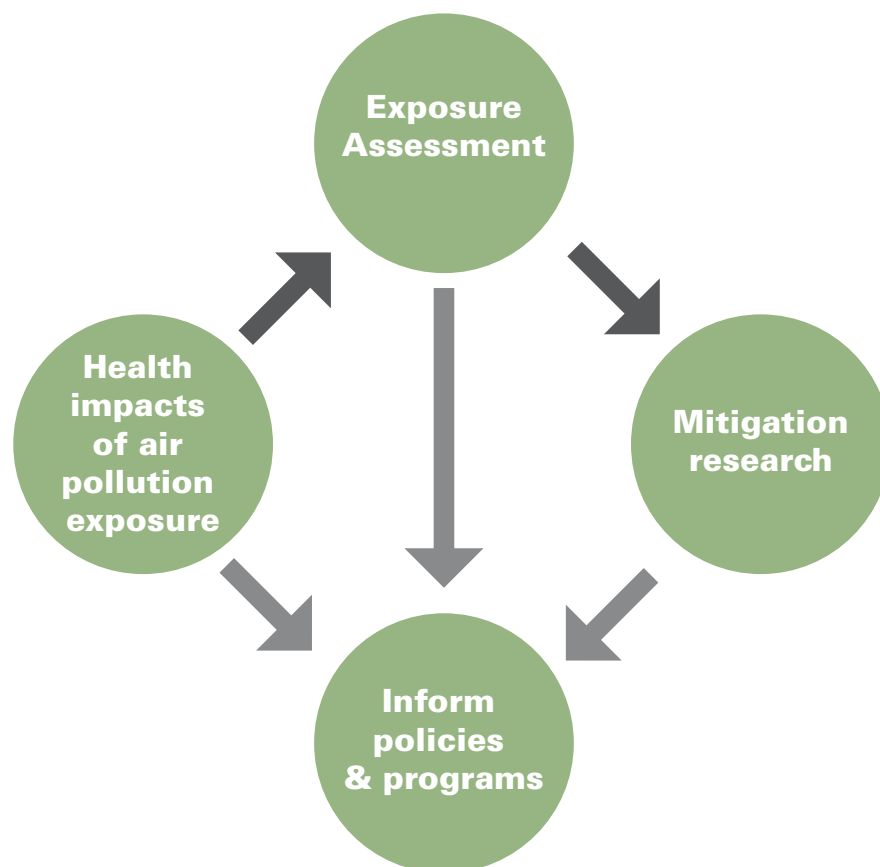 Exposure
Assessment
Health
impacts
of air
pollution
exposure
Mitigation
research
Inform
policies
& programs